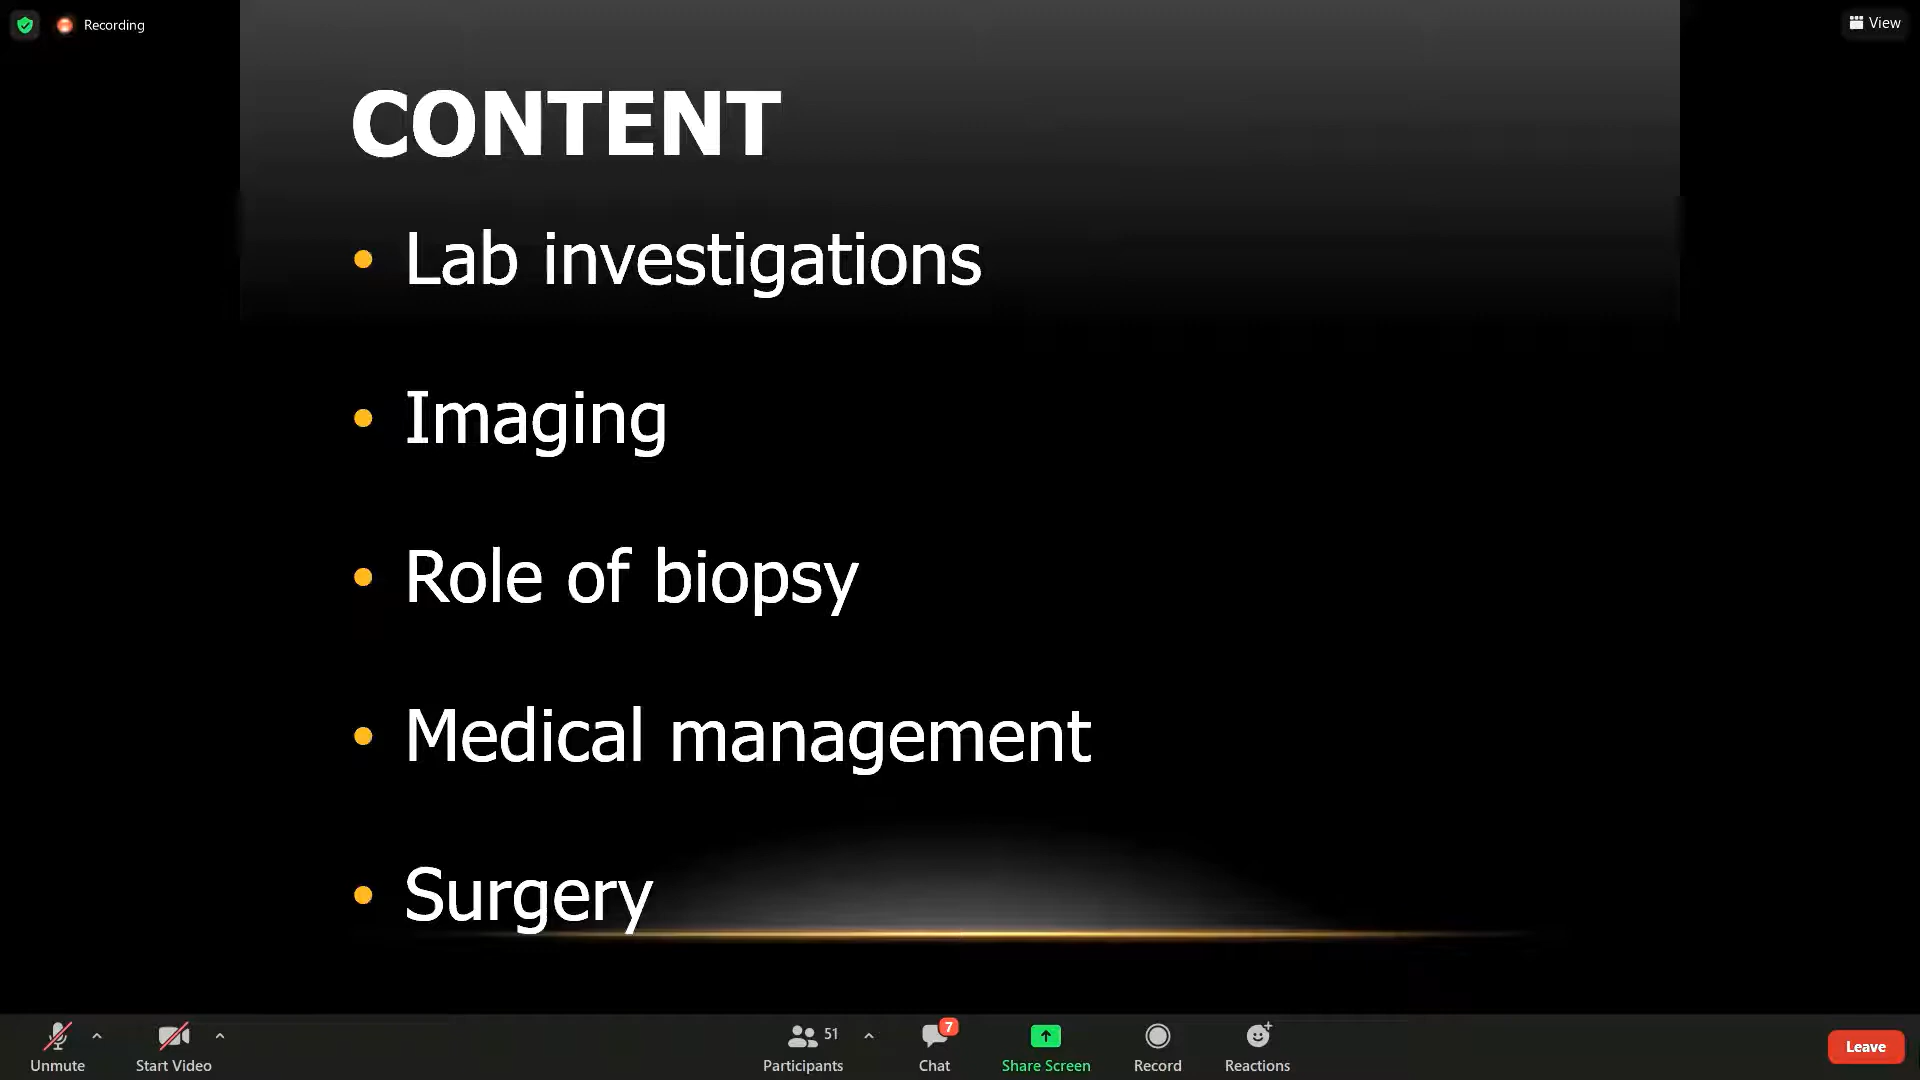 Recording
View
CONTENT
• Lab investigations
• Imaging
• Role of biopsy
• Medical management
• Surgery
51
7
Unmute
Start Video
Participants
Chat
Share Screen
Record
Reactions
Leave